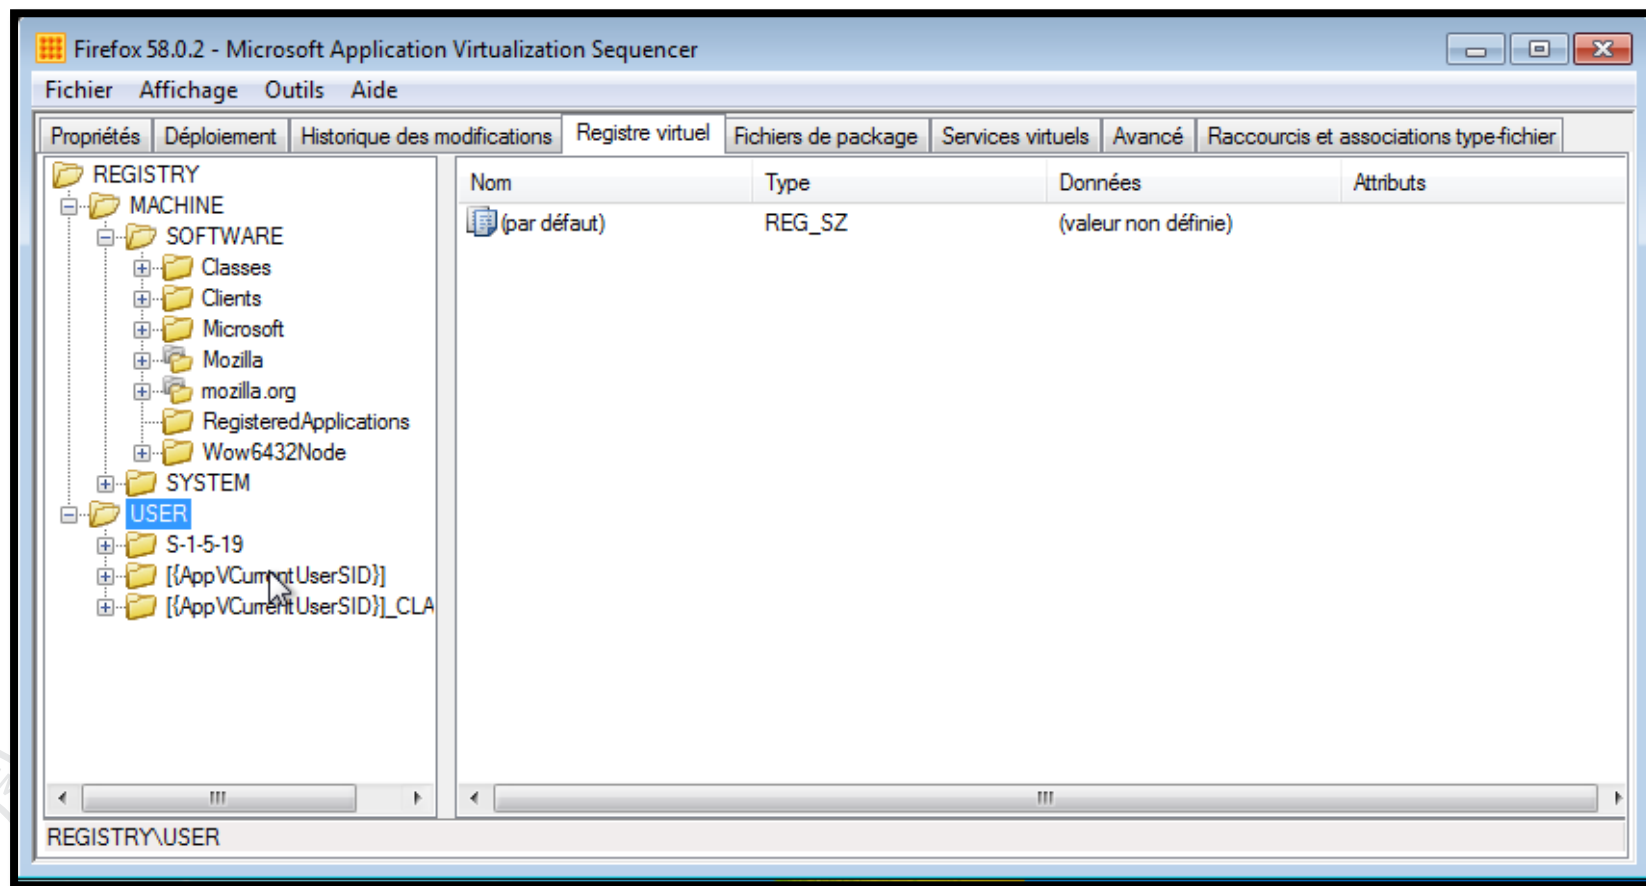 Firefox 58.0.2 - Microsoft Application Virtualization Sequencer
Fichier Affichage Outils Aide
Propriétés Déploiement Historique des modifications Registre virtuel Fichiers de package Services virtuels Avancé Raccourcis et associations type-fichier
REGISTRY
MACHINE
SOFTWARE
Classes
Clients
Microsoft
Mozilla
mozilla.org
RegisteredApplications
Wow6432Node
SYSTEM
USER
S-1-5-19
[{AppVCurrentUserSID}]
[{AppVCurrentUserSID}]_CLA
Nom Type Données Attributs
(par défaut) REG_SZ (valeur non définie)
REGISTRY\USER